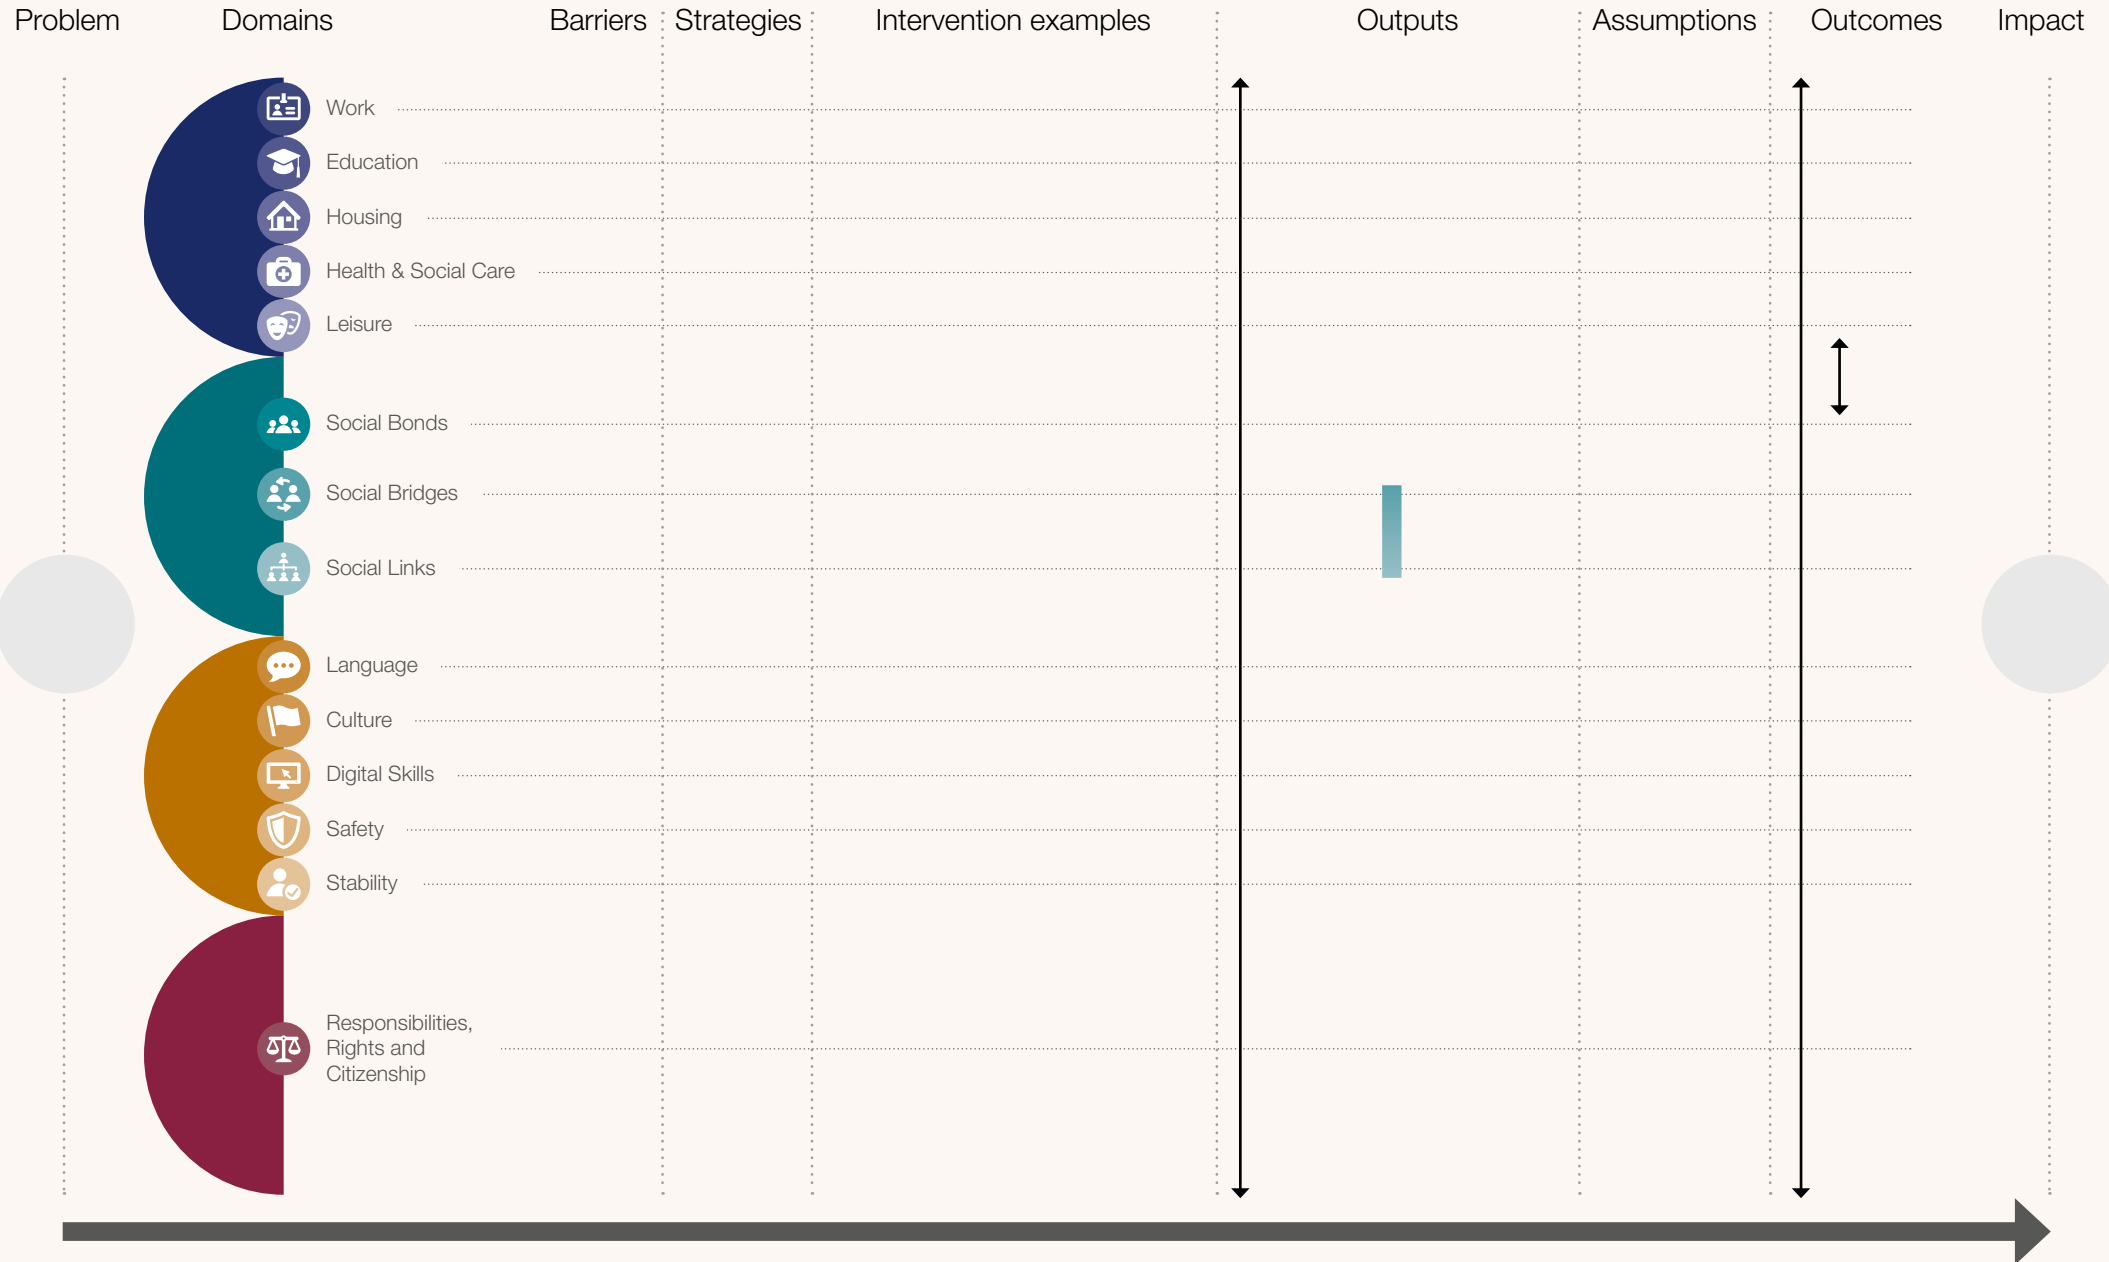 Problem Domains Barriers Strategies Intervention examples Outputs Assumptions Outcomes Impact
Work
Education
Housing
Health & Social Care
Leisure
Social Bonds
Social Bridges
Social Links
Language
Culture
Digital Skills
Safety
Stability
Responsibilities,
Rights and
Citizenship